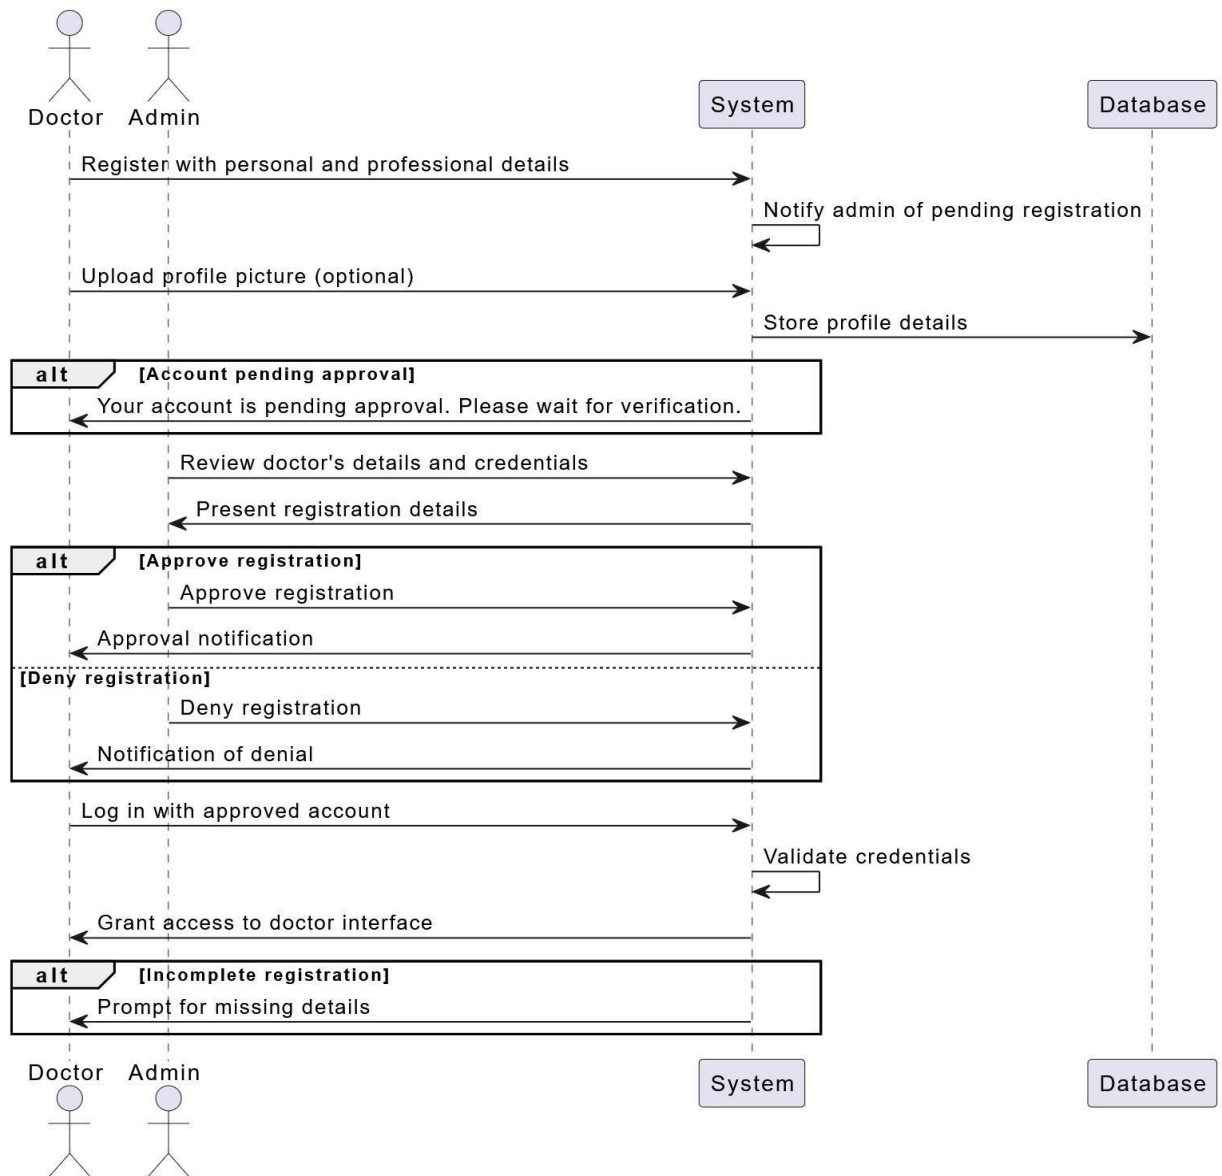 Doctor Admin System Database
Register with personal and professional details
Notify admin of pending registration
Upload profile picture (optional)
Store profile details
alt [Account pending approval]
Your account is pending approval. Please wait for verification.
Review doctor's details and credentials
Present registration details
alt [Approve registration]
Approve registration
Approval notification
[Deny registration]
Deny registration
Notification of denial
Log in with approved account
Validate credentials
Grant access to doctor interface
alt [Incomplete registration]
Prompt for missing details
Doctor Admin System Database